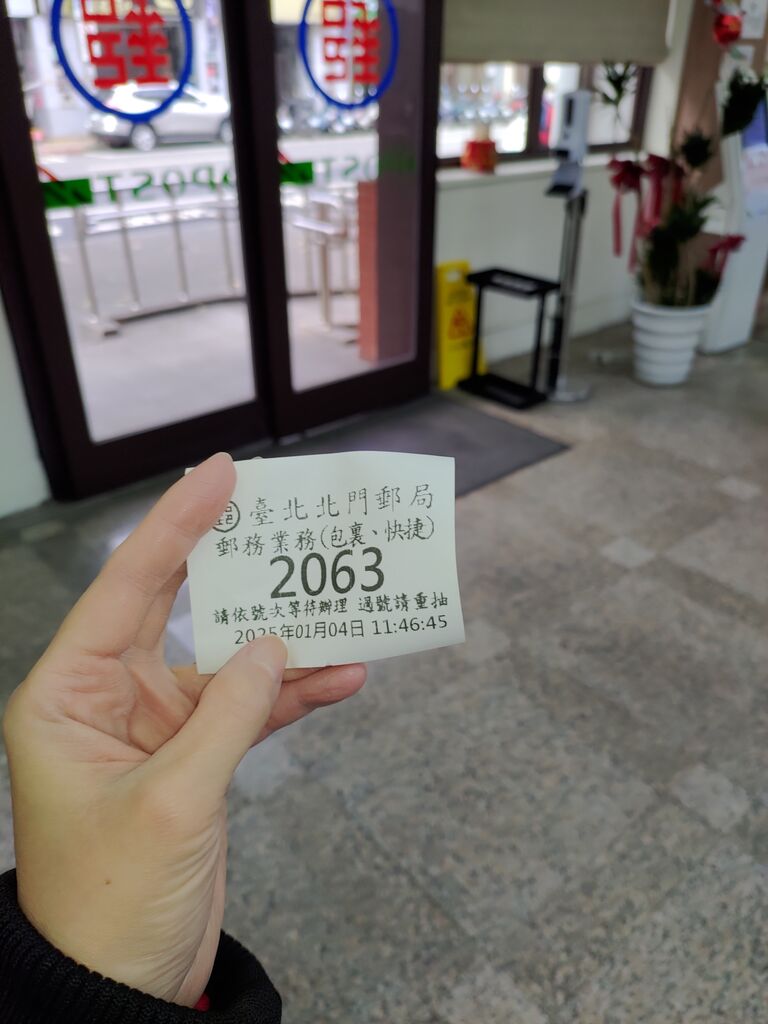 臺北北門郵局
郵務業務(包裹、快捷)
2063
請依號次等待辦理 過號請重抽
2025年01月04日 11:46:45